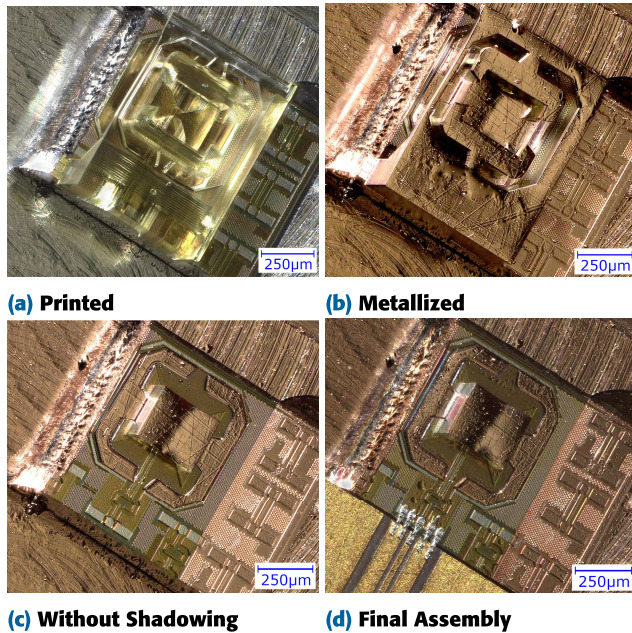 250µm
250µm
(a) Printed
(b) Metallized
250µm
250µm
(c) Without Shadowing
(d) Final Assembly